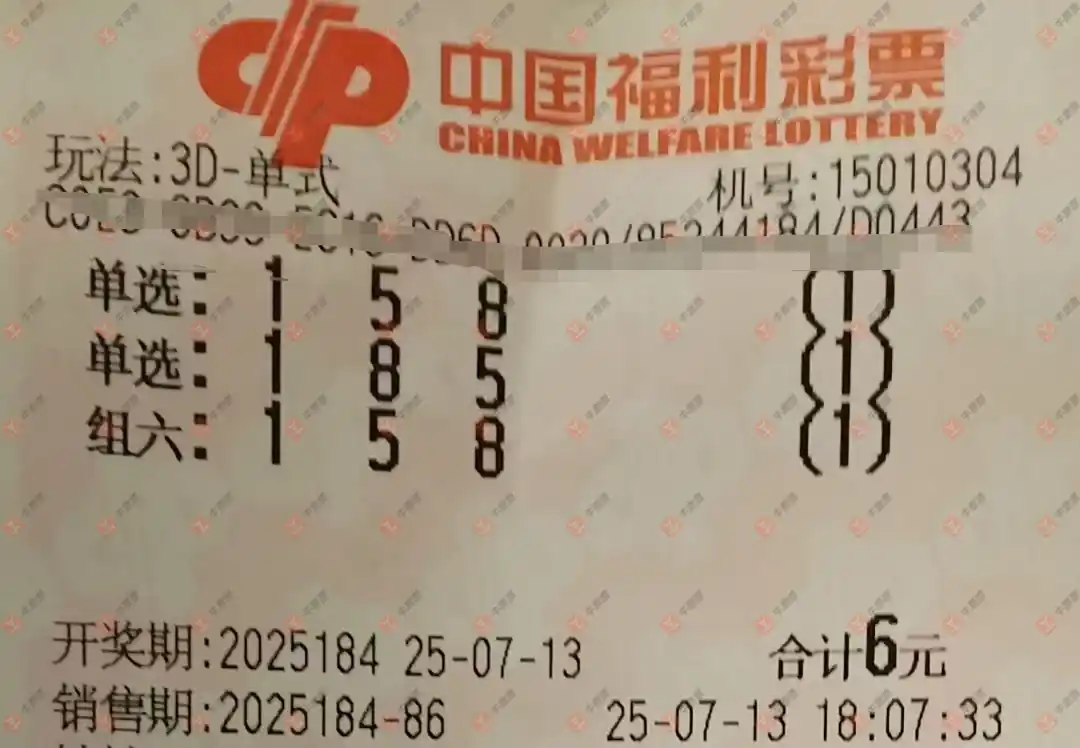 中国福利彩票
CHINA WELFARE LOTTERY
玩法:3D-单式
机号:15010304
单选: 1 5 8 (1)
单选: 1 8 5 (1)
组六: 1 5 8 (1)
开奖期:2025184 25-07-13 合计6元
销售期:2025184-86 25-07-13 18:07:33